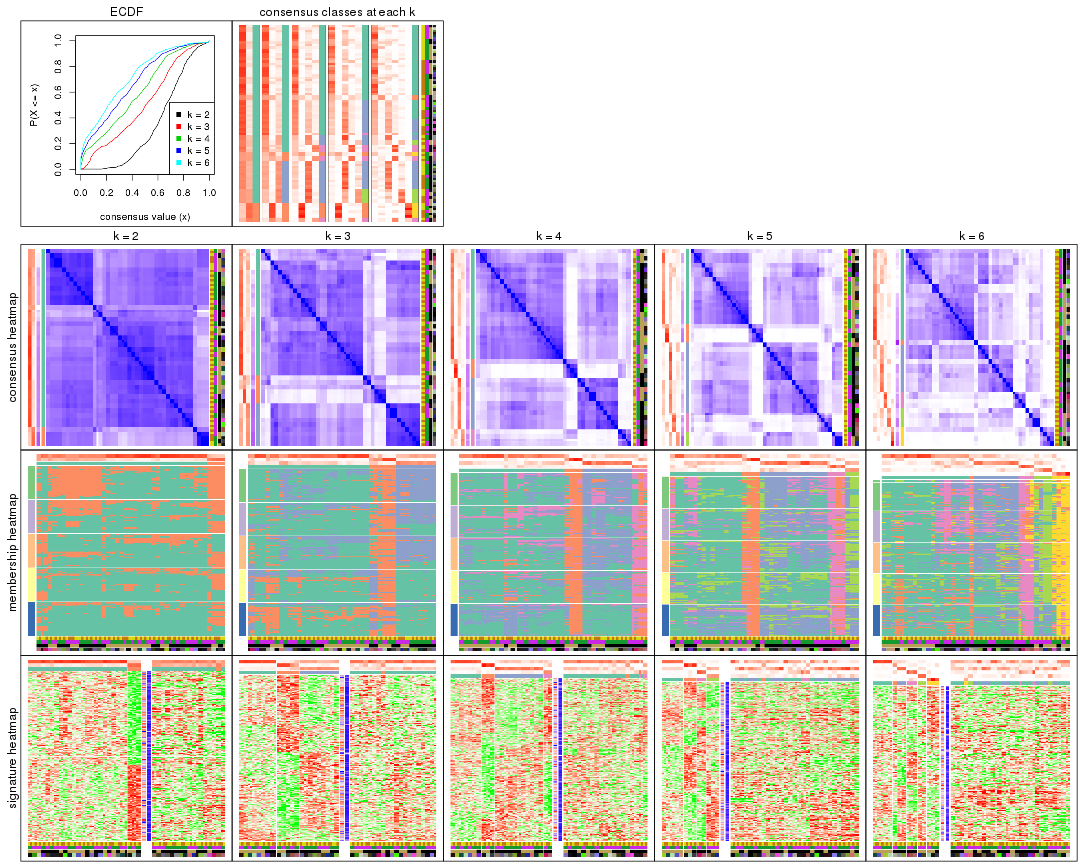 ECDF
consensus classes at each k
P(X <= x)
1.0
0.8
0.6
0.4
0.2
0.0
k = 2
k = 3
k = 4
k = 5
k = 6
0.0 0.2 0.4 0.6 0.8 1.0
consensus value (x)
k = 2
k = 3
k = 4
k = 5
k = 6
consensus heatmap
membership heatmap
signature heatmap